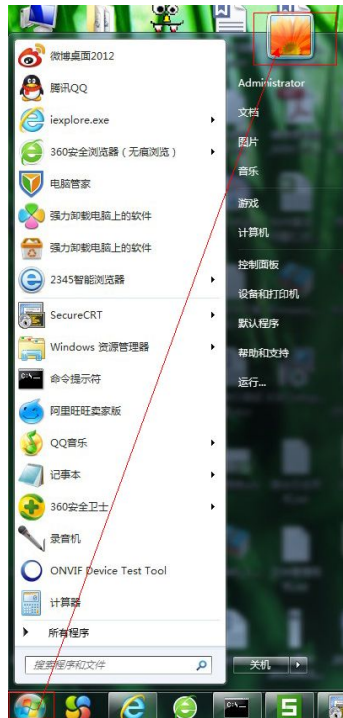 微博桌面2012
腾讯QQ
iexplore.exe
360安全浏览器 ( 无痕浏览 )
电脑管家
强力卸载电脑上的软件
强力卸载电脑上的软件
2345智能浏览器
SecureCRT
Windows 资源管理器
命令提示符
阿里旺旺卖家版
QQ音乐
记事本
360安全卫士
录音机
ONVIF Device Test Tool
计算器
所有程序
搜索程序和文件
Administrator
文档
图片
音乐
游戏
计算机
控制面板
设备和打印机
默认程序
帮助和支持
运行...
关机